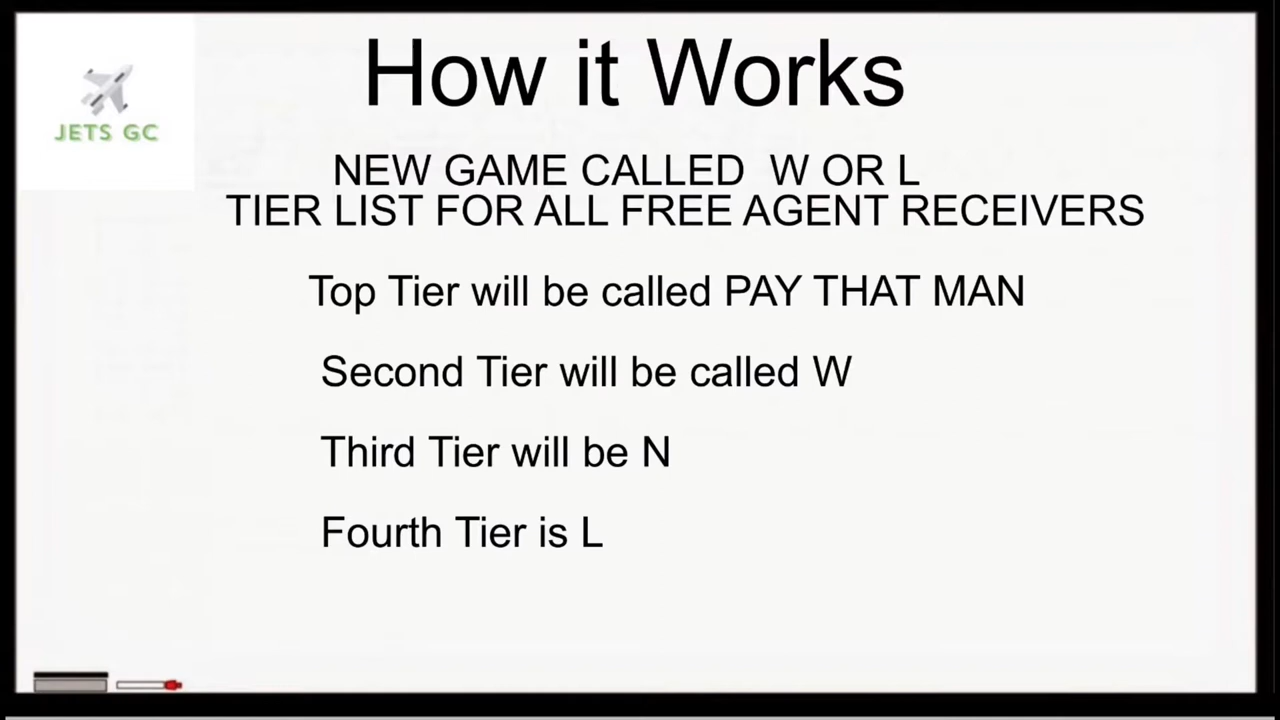 JETS GC
How it Works
NEW GAME CALLED W OR L
TIER LIST FOR ALL FREE AGENT RECEIVERS
Top Tier will be called PAY THAT MAN
Second Tier will be called W
Third Tier will be N
Fourth Tier is L